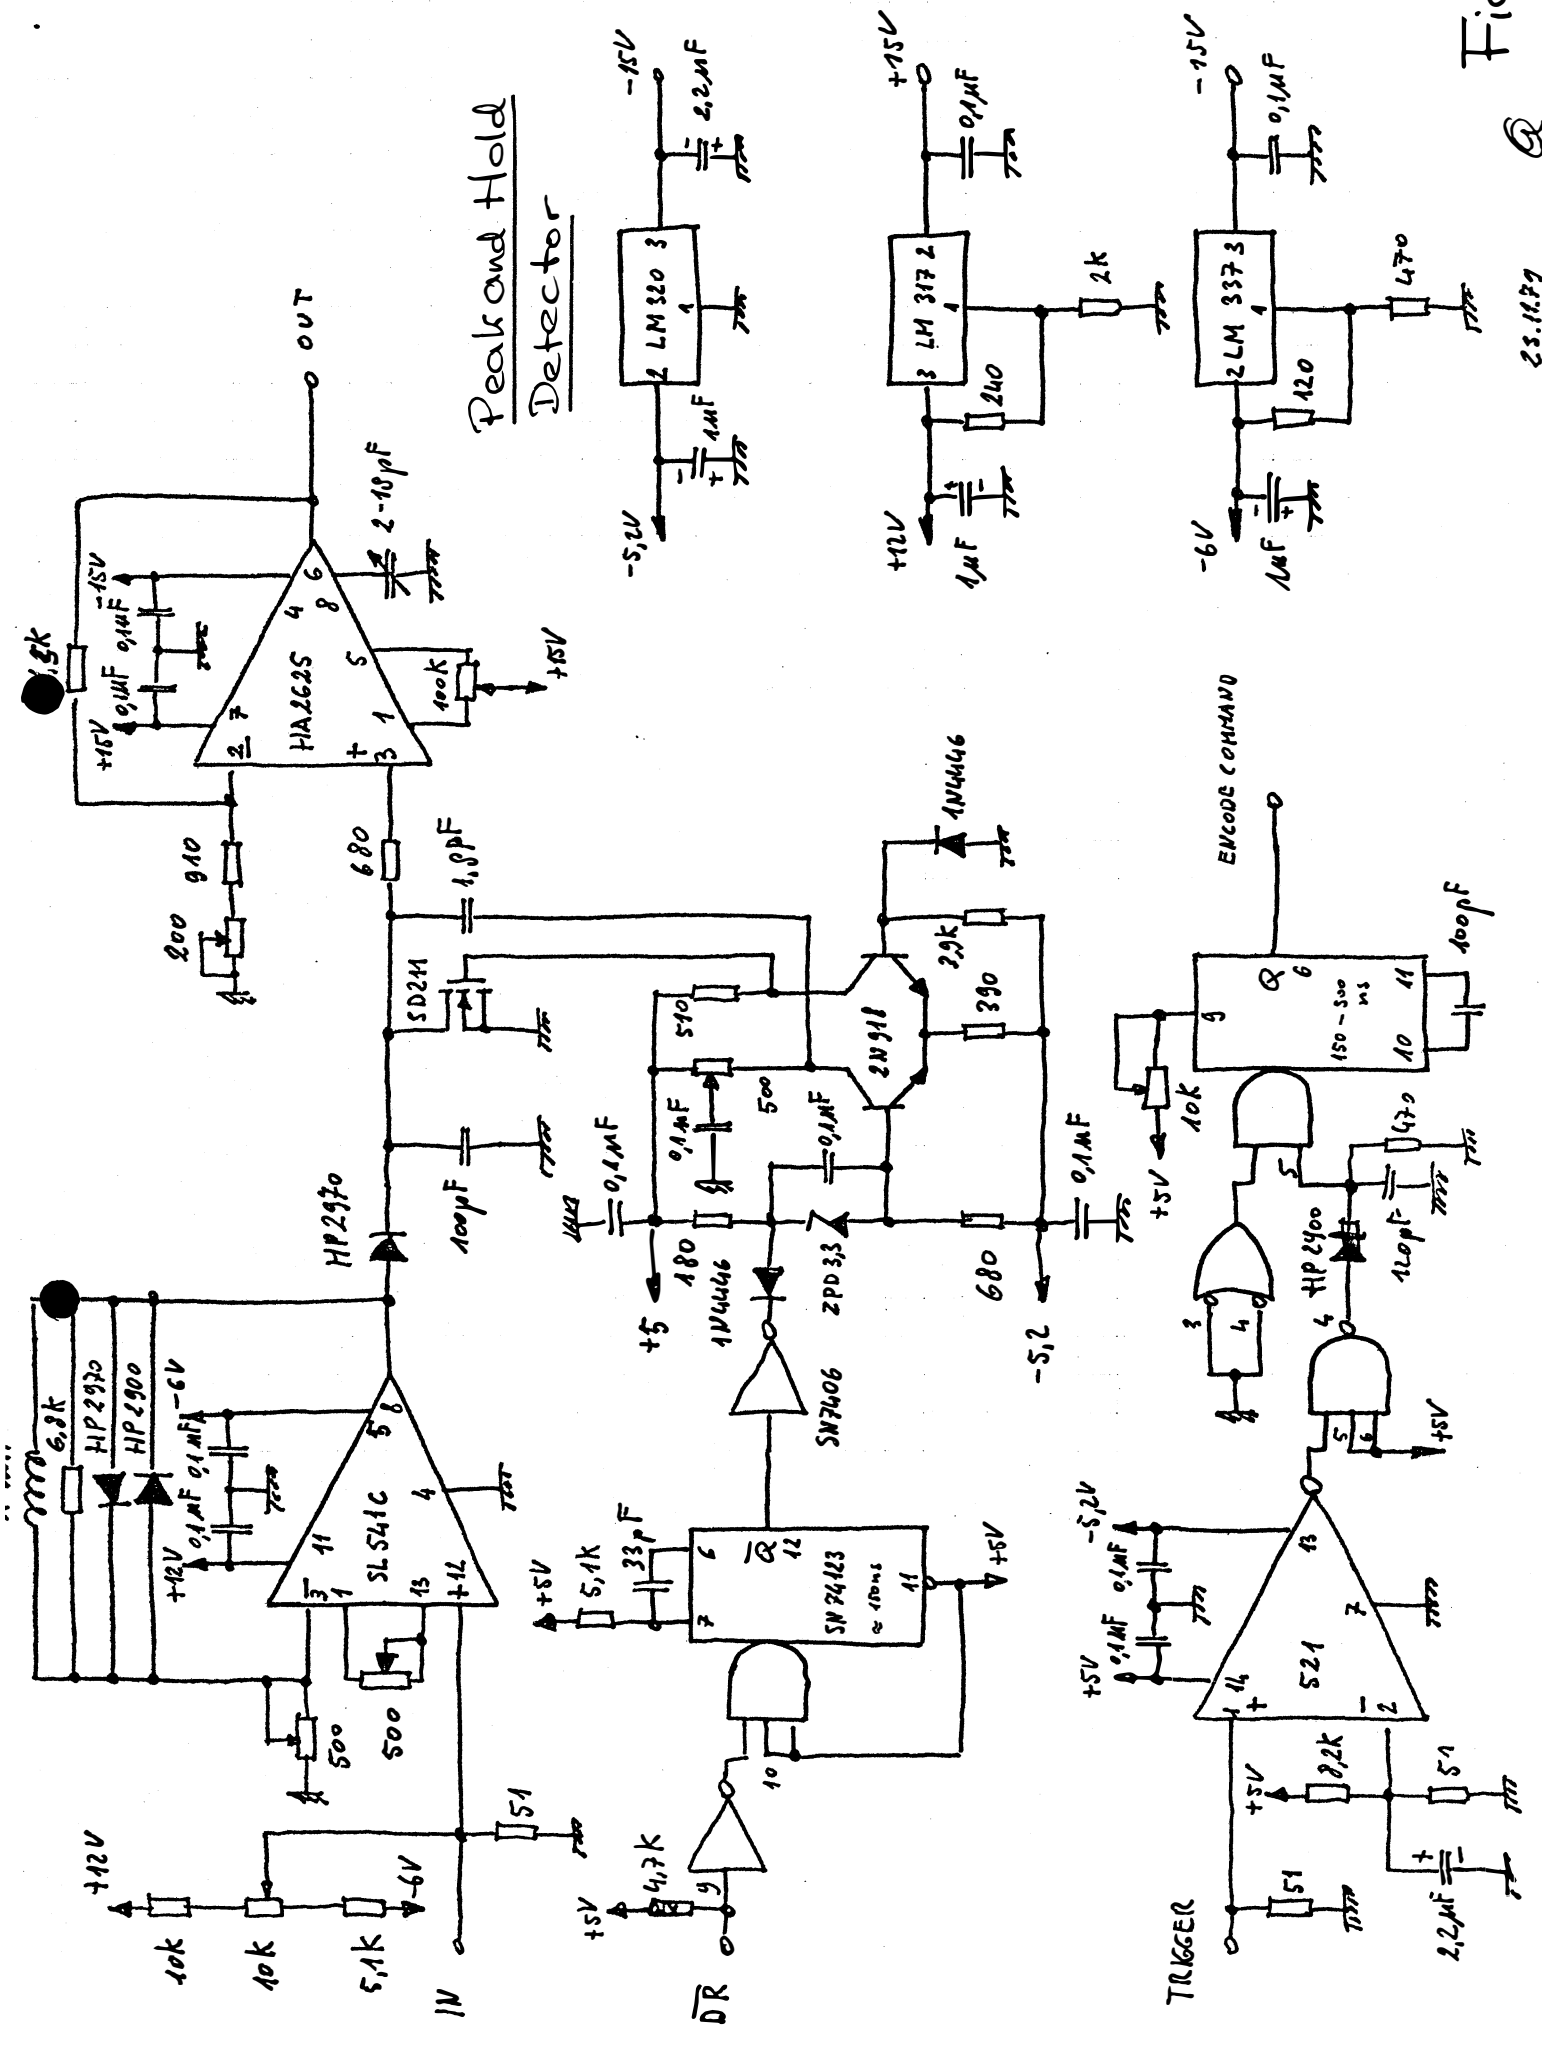 Peak and Hold
Detector
+12V
10K
10K
5,1K
-6V
IN
51
500
500
6,8K
HP2970
HP2900
+12V
0,1µF
0,1µF
-6V
3
1
13
+12
11
SL541C
5
8
4
HP2970
100pF
SD211
1,8pF
680
200
910
+15V
0,1µF
0,1µF
-15V
2
7
HA2625
+
3
1
5
4
8
6
100K
+15V
2-18pF
OUT
DR
+5V
4,7K
9
10
+5V
5,1K
33pF
7
6
Q
12
SN74123
≈ 150ns
11
+5V
SN7406
1N4446
+5
180
0,1µF
0,1µF
500
510
ZPD3,3
0,1µF
2N918
680
-5,2
0,1µF
390
3,9K
1N4446
TRIGGER
51
2,2µF
+
-
+5V
8,2K
51
+5V
0,1µF
0,1µF
-5,2V
1
14
+
521
-
2
7
13
5
6
+5V
4
HP2900
120pF
470
3
4
5
+5V
10K
9
Q
6
150-500
ns
10
11
100pF
ENCODE COMMAND
-5,2V
1µF
2 LM320 3
1
2,2µF
-15V
+12V
1µF
3 LM 317 2
1
240
2K
0,1µF
+15V
-6V
1µF
2 LM 337 3
1
120
470
0,1µF
-15V
23.11.79